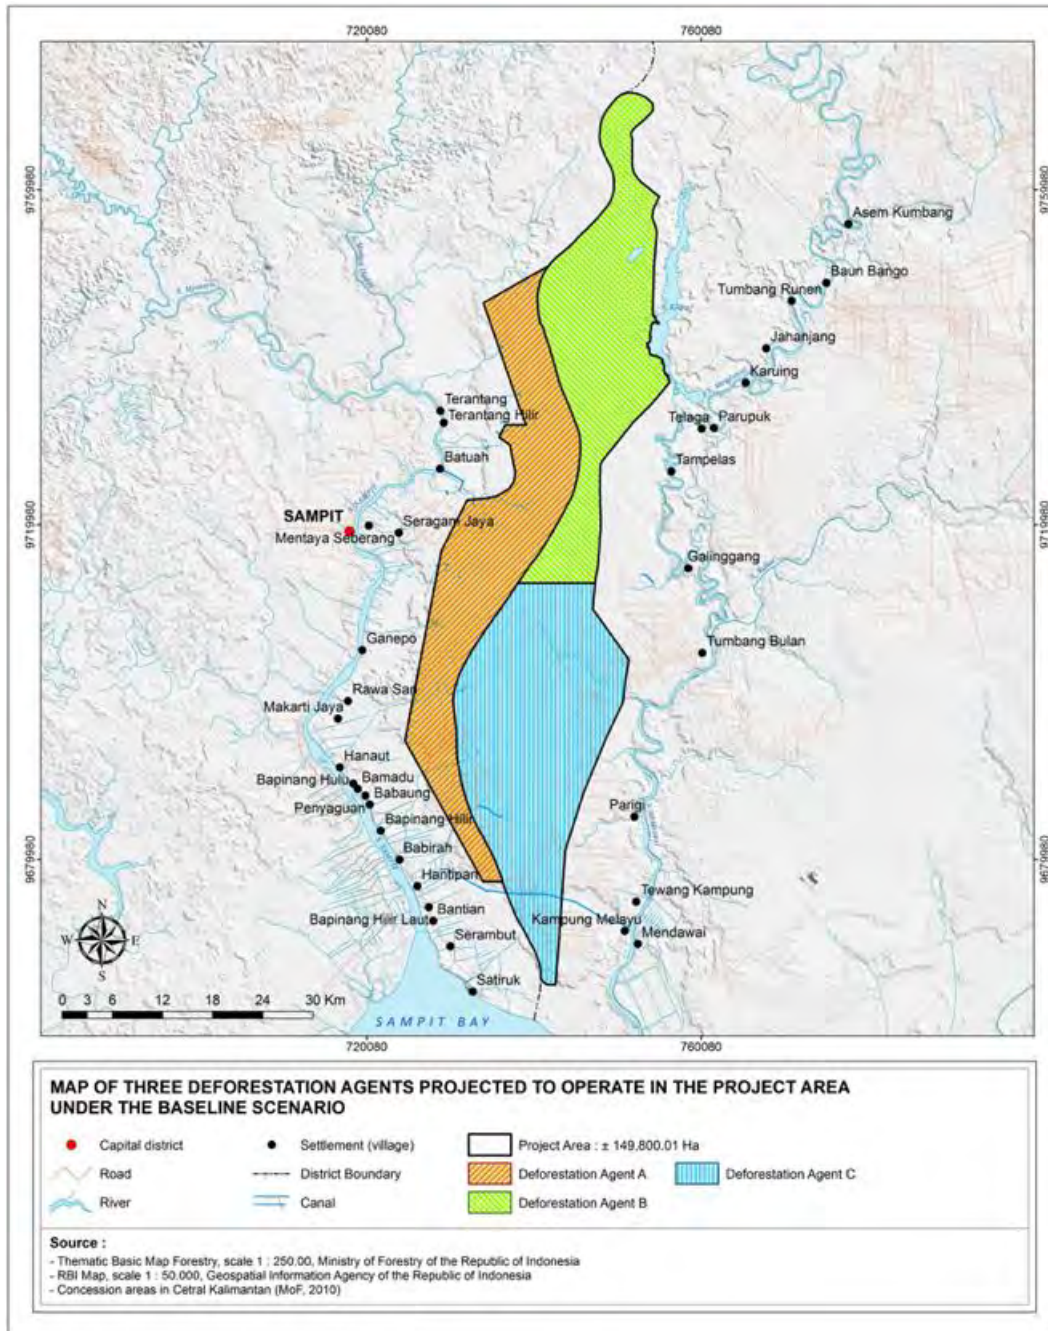 720080
760080
9759980
9759980
Asem Kumbang
Baun Bango
Tumbang Runen
Jahanjang
Karuing
Terantang
Terantang Hilir
Telaga
Parupuk
Batuah
Tampelas
SAMPIT
Seragam Jaya
Mentaya Seberang
9719980
9719980
Galinggang
Ganepo
Tumbang Bulan
Rawa Sari
Makarti Jaya
Hanaut
Bapinang Hulu
Bamadu
Babaung
Penyaguan
Parigi
Bapinang Hilir
Babirah
9679980
9679980
Hantipan
Tewang Kampung
Bantian
Bapinang Hilir Laut
Kampung Melayu
Serambut
Mendawai
N
W
E
S
Satiruk
0 3 6 12 18 24 30 Km
SAMPIT BAY
720080
760080
MAP OF THREE DEFORESTATION AGENTS PROJECTED TO OPERATE IN THE PROJECT AREA
UNDER THE BASELINE SCENARIO
Capital district
Settlement (village)
Project Area : ± 149,800.01 Ha
Road
District Boundary
Deforestation Agent A
Deforestation Agent C
River
Canal
Deforestation Agent B
Source :
- Thematic Basic Map Forestry, scale 1 : 250.00, Ministry of Forestry of the Republic of Indonesia
- RBI Map, scale 1 : 50.000, Geospatial Information Agency of the Republic of Indonesia
- Concession areas in Cetral Kalimantan (MoF, 2010)